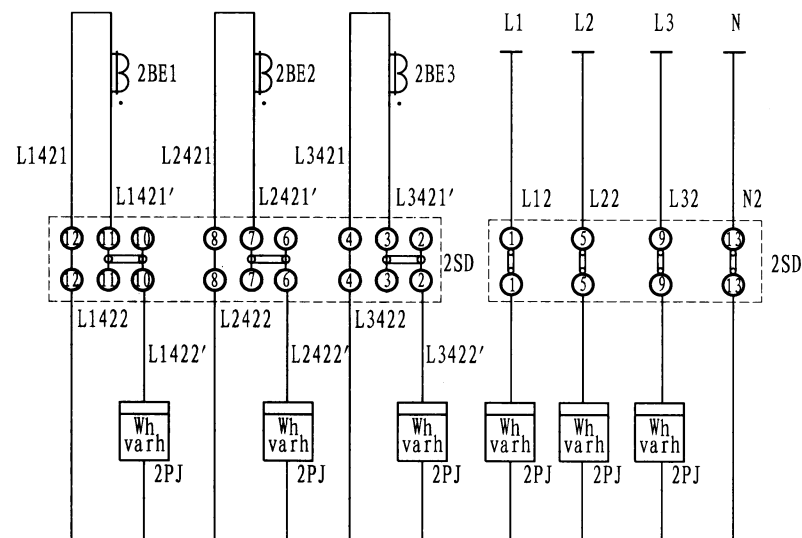 L1 L2 L3 N
2BE1 2BE2 2BE3
L1421 L2421 L3421
L1421′ L2421′ L3421′ L12 L22 L32 N2
12 11 10 8 7 6 4 3 2 1 5 9 13
2SD 2SD
12 11 10 8 7 6 4 3 2 1 5 9 13
L1422 L2422 L3422
L1422′ L2422′ L3422′
Wh Wh Wh Wh Wh Wh
varh varh varh varh varh varh
2PJ 2PJ 2PJ 2PJ 2PJ 2PJ